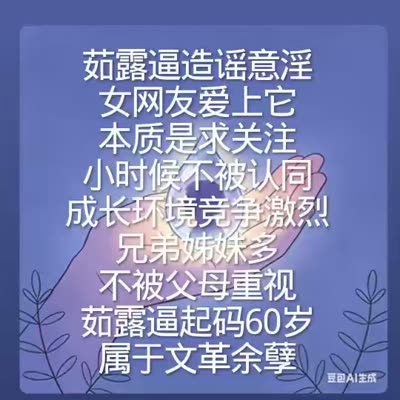 茹露逼造谣意淫
女网友爱上它
本质是求关注
小时候不被认同
成长环境竞争激烈
兄弟姊妹多
不被父母重视
茹露逼起码60岁
属于文革余孽
豆包AI生成